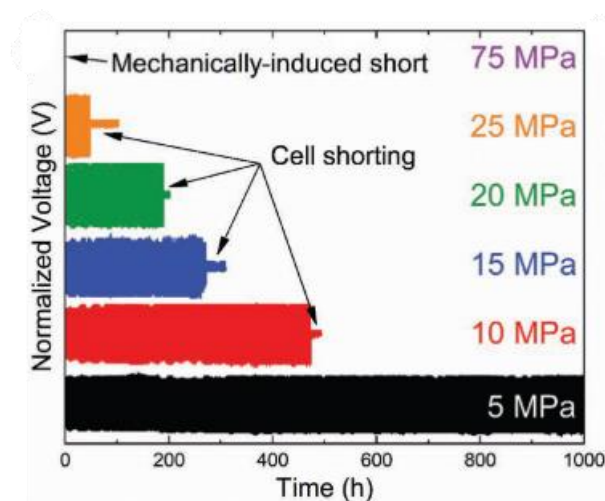 Mechanically-induced short
75 MPa
25 MPa
Cell shorting
20 MPa
15 MPa
10 MPa
5 MPa
Normalized Voltage (V)
0 200 400 600 800 1000
Time (h)